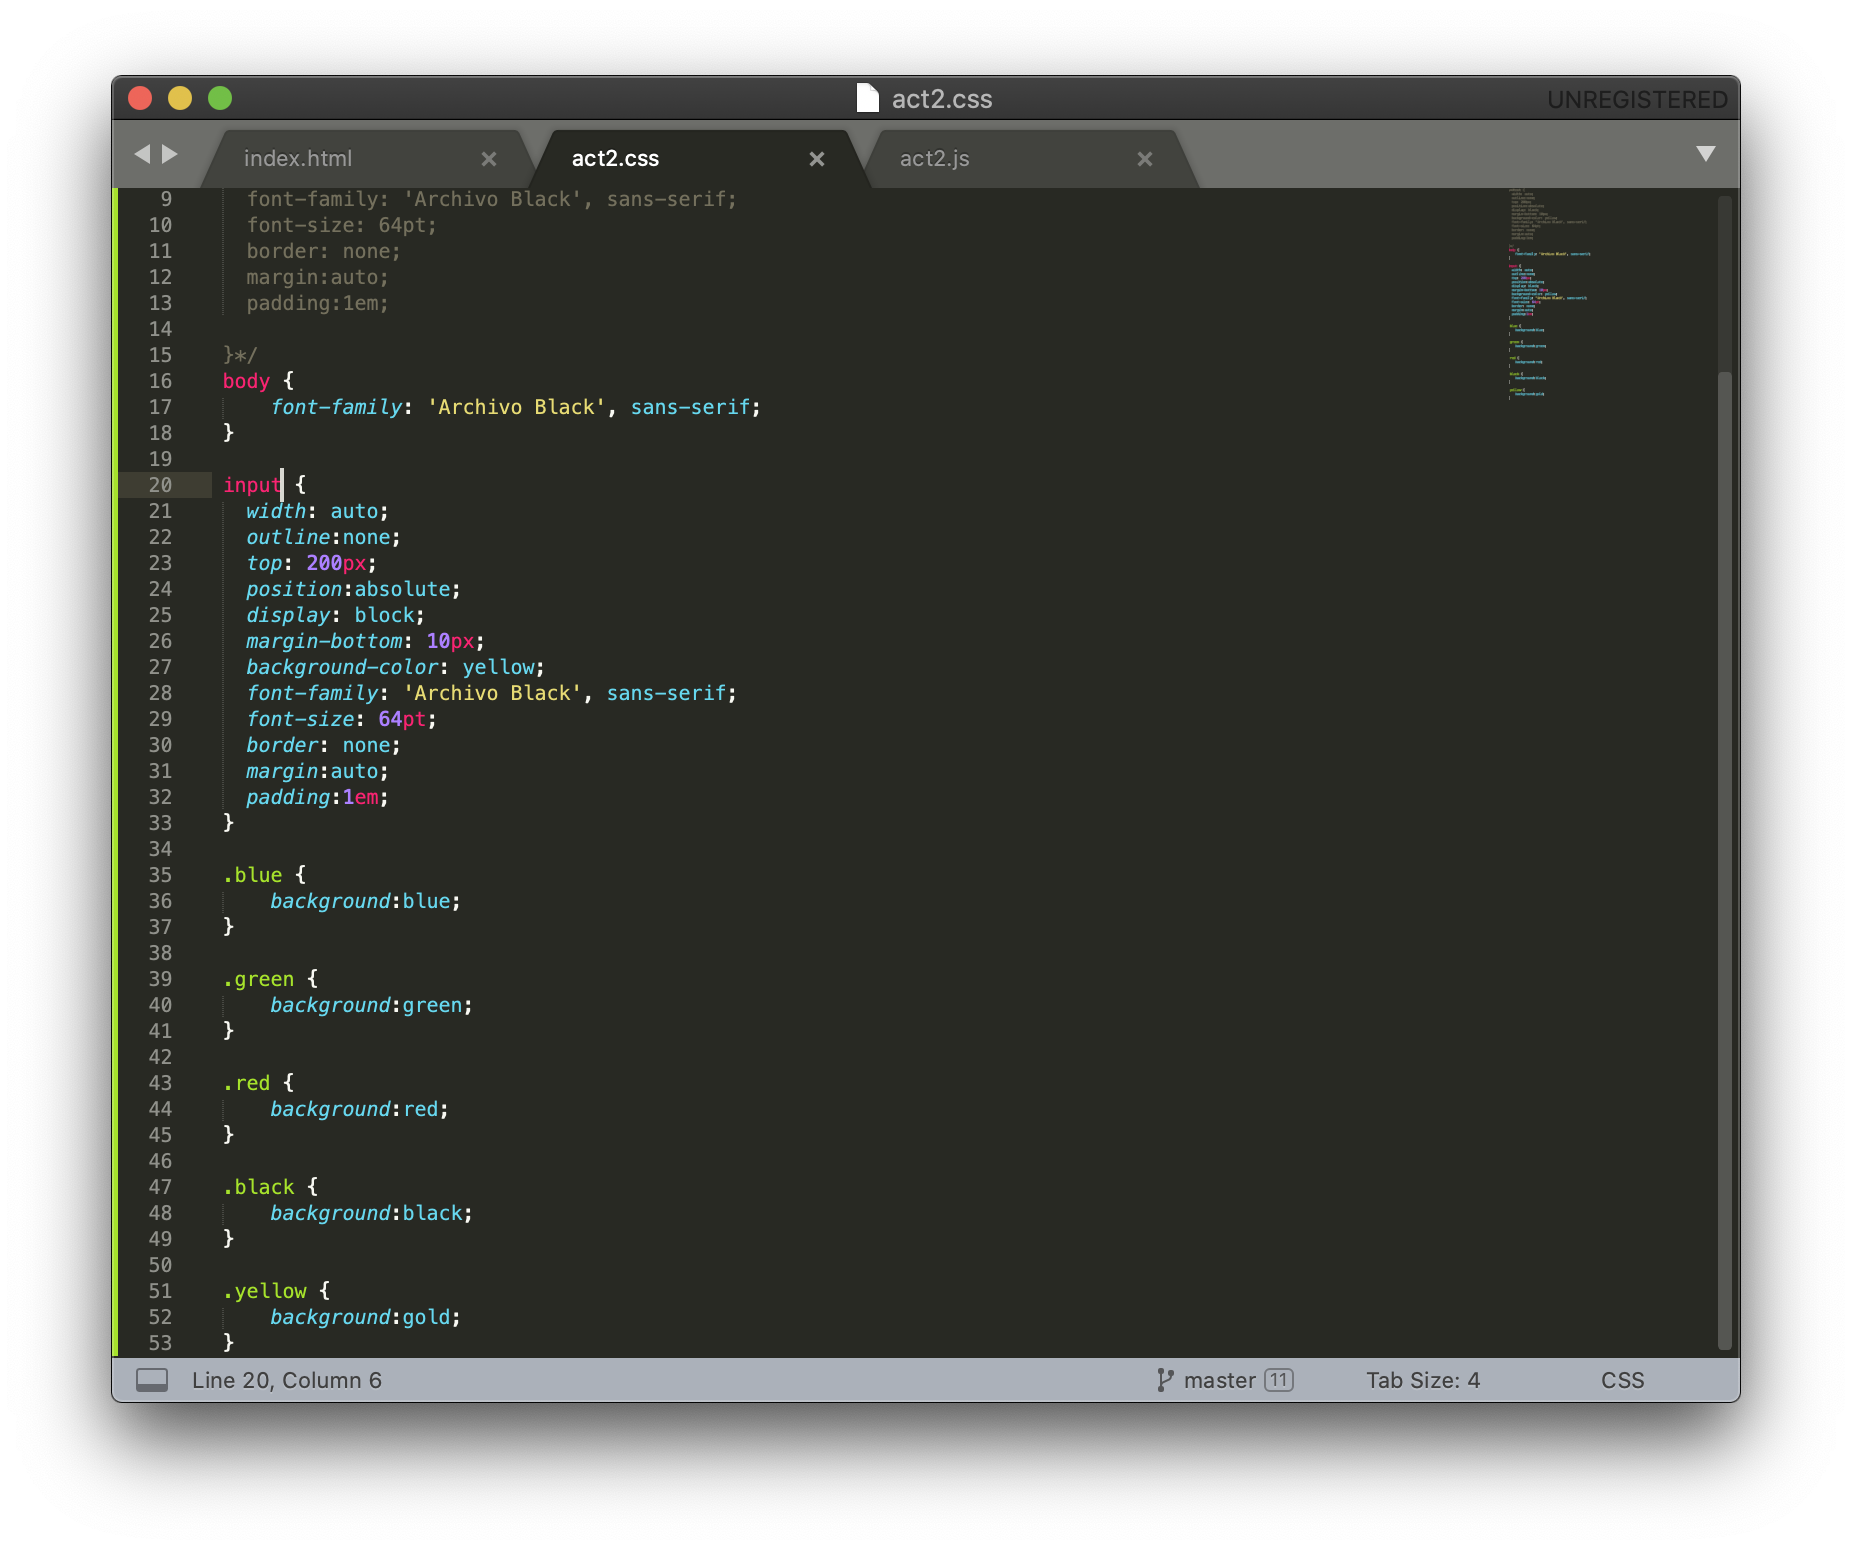 act2.css
UNREGISTERED
index.html
act2.css
act2.js
9 font-family: 'Archivo Black', sans-serif;
10 font-size: 64pt;
11 border: none;
12 margin:auto;
13 padding:1em;
14
15 }*/
16 body {
17 font-family: 'Archivo Black', sans-serif;
18 }
19
20 input {
21 width: auto;
22 outline:none;
23 top: 200px;
24 position:absolute;
25 display: block;
26 margin-bottom: 10px;
27 background-color: yellow;
28 font-family: 'Archivo Black', sans-serif;
29 font-size: 64pt;
30 border: none;
31 margin:auto;
32 padding:1em;
33 }
34
35 .blue {
36 background:blue;
37 }
38
39 .green {
40 background:green;
41 }
42
43 .red {
44 background:red;
45 }
46
47 .black {
48 background:black;
49 }
50
51 .yellow {
52 background:gold;
53 }
Line 20, Column 6
master 11
Tab Size: 4
CSS